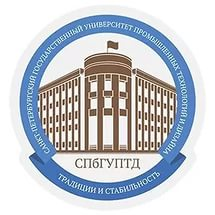 САНКТ-ПЕТЕРБУРГСКИЙ ГОСУДАРСТВЕННЫЙ УНИВЕРСИТЕТ ПРОМЫШЛЕННЫХ ТЕХНОЛОГИЙ И ДИЗАЙНА
СПбГУПТД
ТРАДИЦИИ И СТАБИЛЬНОСТЬ